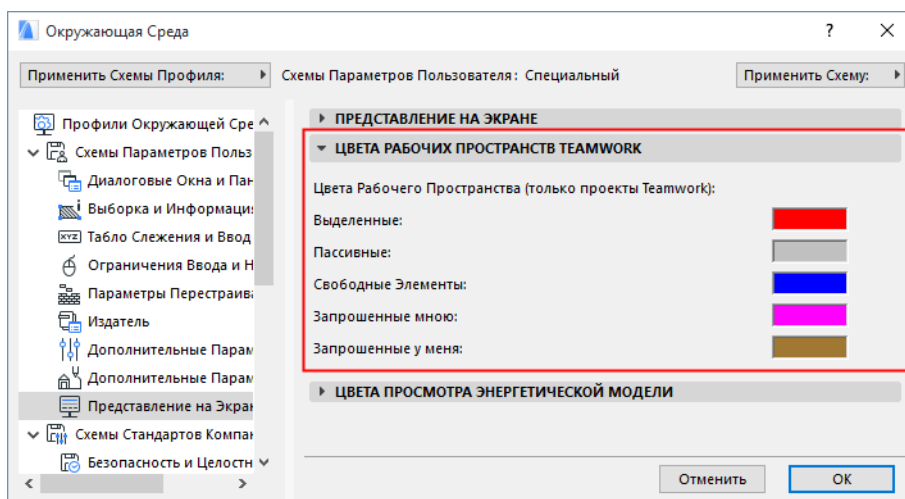 Окружающая Среда
Применить Схемы Профиля:
Схемы Параметров Пользователя: Специальный
Применить Схему:
Профили Окружающей Сре
Схемы Параметров Польз
Диалоговые Окна и Пан
Выборка и Информаци
Табло Слежения и Ввод
Ограничения Ввода и Н
Параметры Перестраив
Издатель
Дополнительные Парам
Дополнительные Парам
Представление на Экран
Схемы Стандартов Компан
Безопасность и Целостн
ПРЕДСТАВЛЕНИЕ НА ЭКРАНЕ
ЦВЕТА РАБОЧИХ ПРОСТРАНСТВ TEAMWORK
Цвета Рабочего Пространства (только проекты Teamwork):
Выделенные:
Пассивные:
Свободные Элементы:
Запрошенные мною:
Запрошенные у меня:
ЦВЕТА ПРОСМОТРА ЭНЕРГЕТИЧЕСКОЙ МОДЕЛИ
Отменить
OK